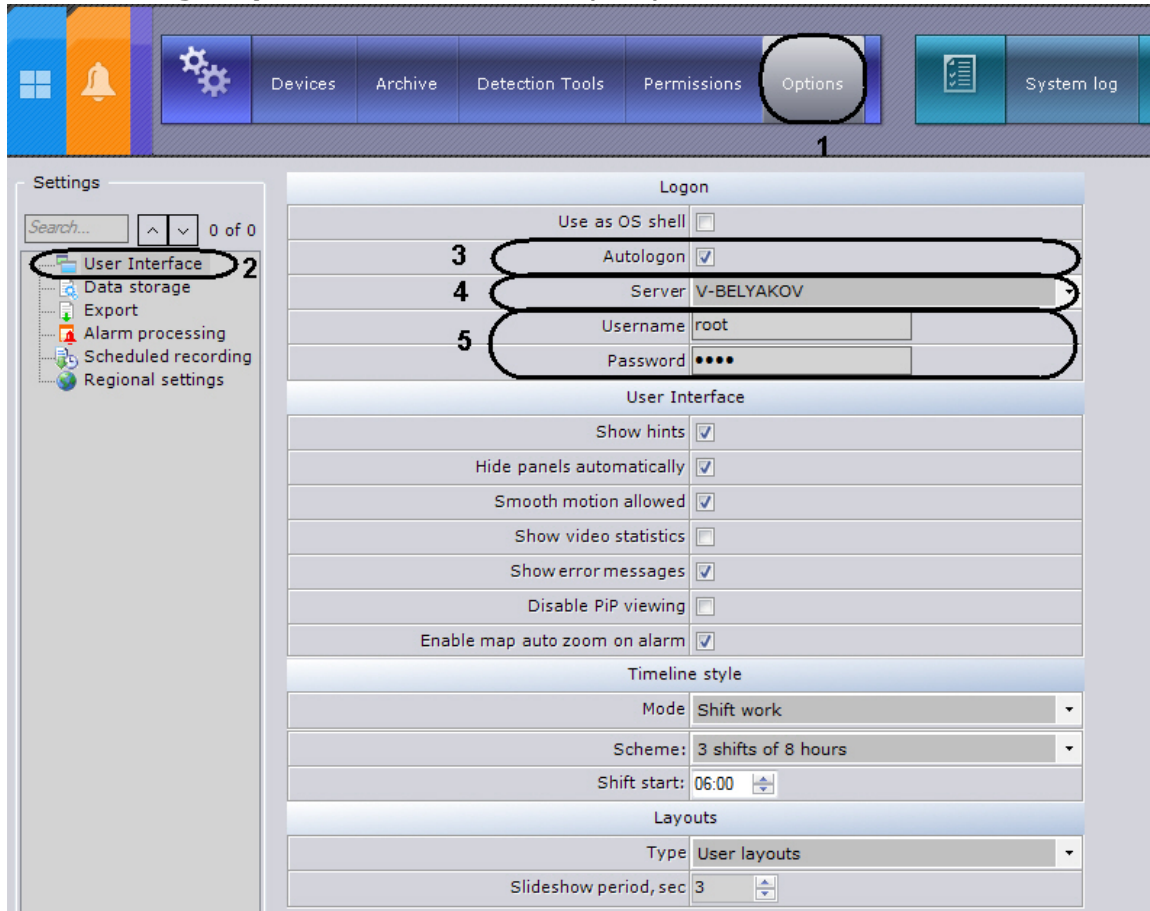 Devices Archive Detection Tools Permissions Options System log
1
Settings
Search... 0 of 0
User Interface 2
Data storage
Export
Alarm processing
Scheduled recording
Regional settings
Logon
Use as OS shell
3 Autologon
4 Server V-BELYAKOV
5 Username root
Password ••••
User Interface
Show hints
Hide panels automatically
Smooth motion allowed
Show video statistics
Show error messages
Disable PiP viewing
Enable map auto zoom on alarm
Timeline style
Mode Shift work
Scheme: 3 shifts of 8 hours
Shift start: 06:00
Layouts
Type User layouts
Slideshow period, sec 3